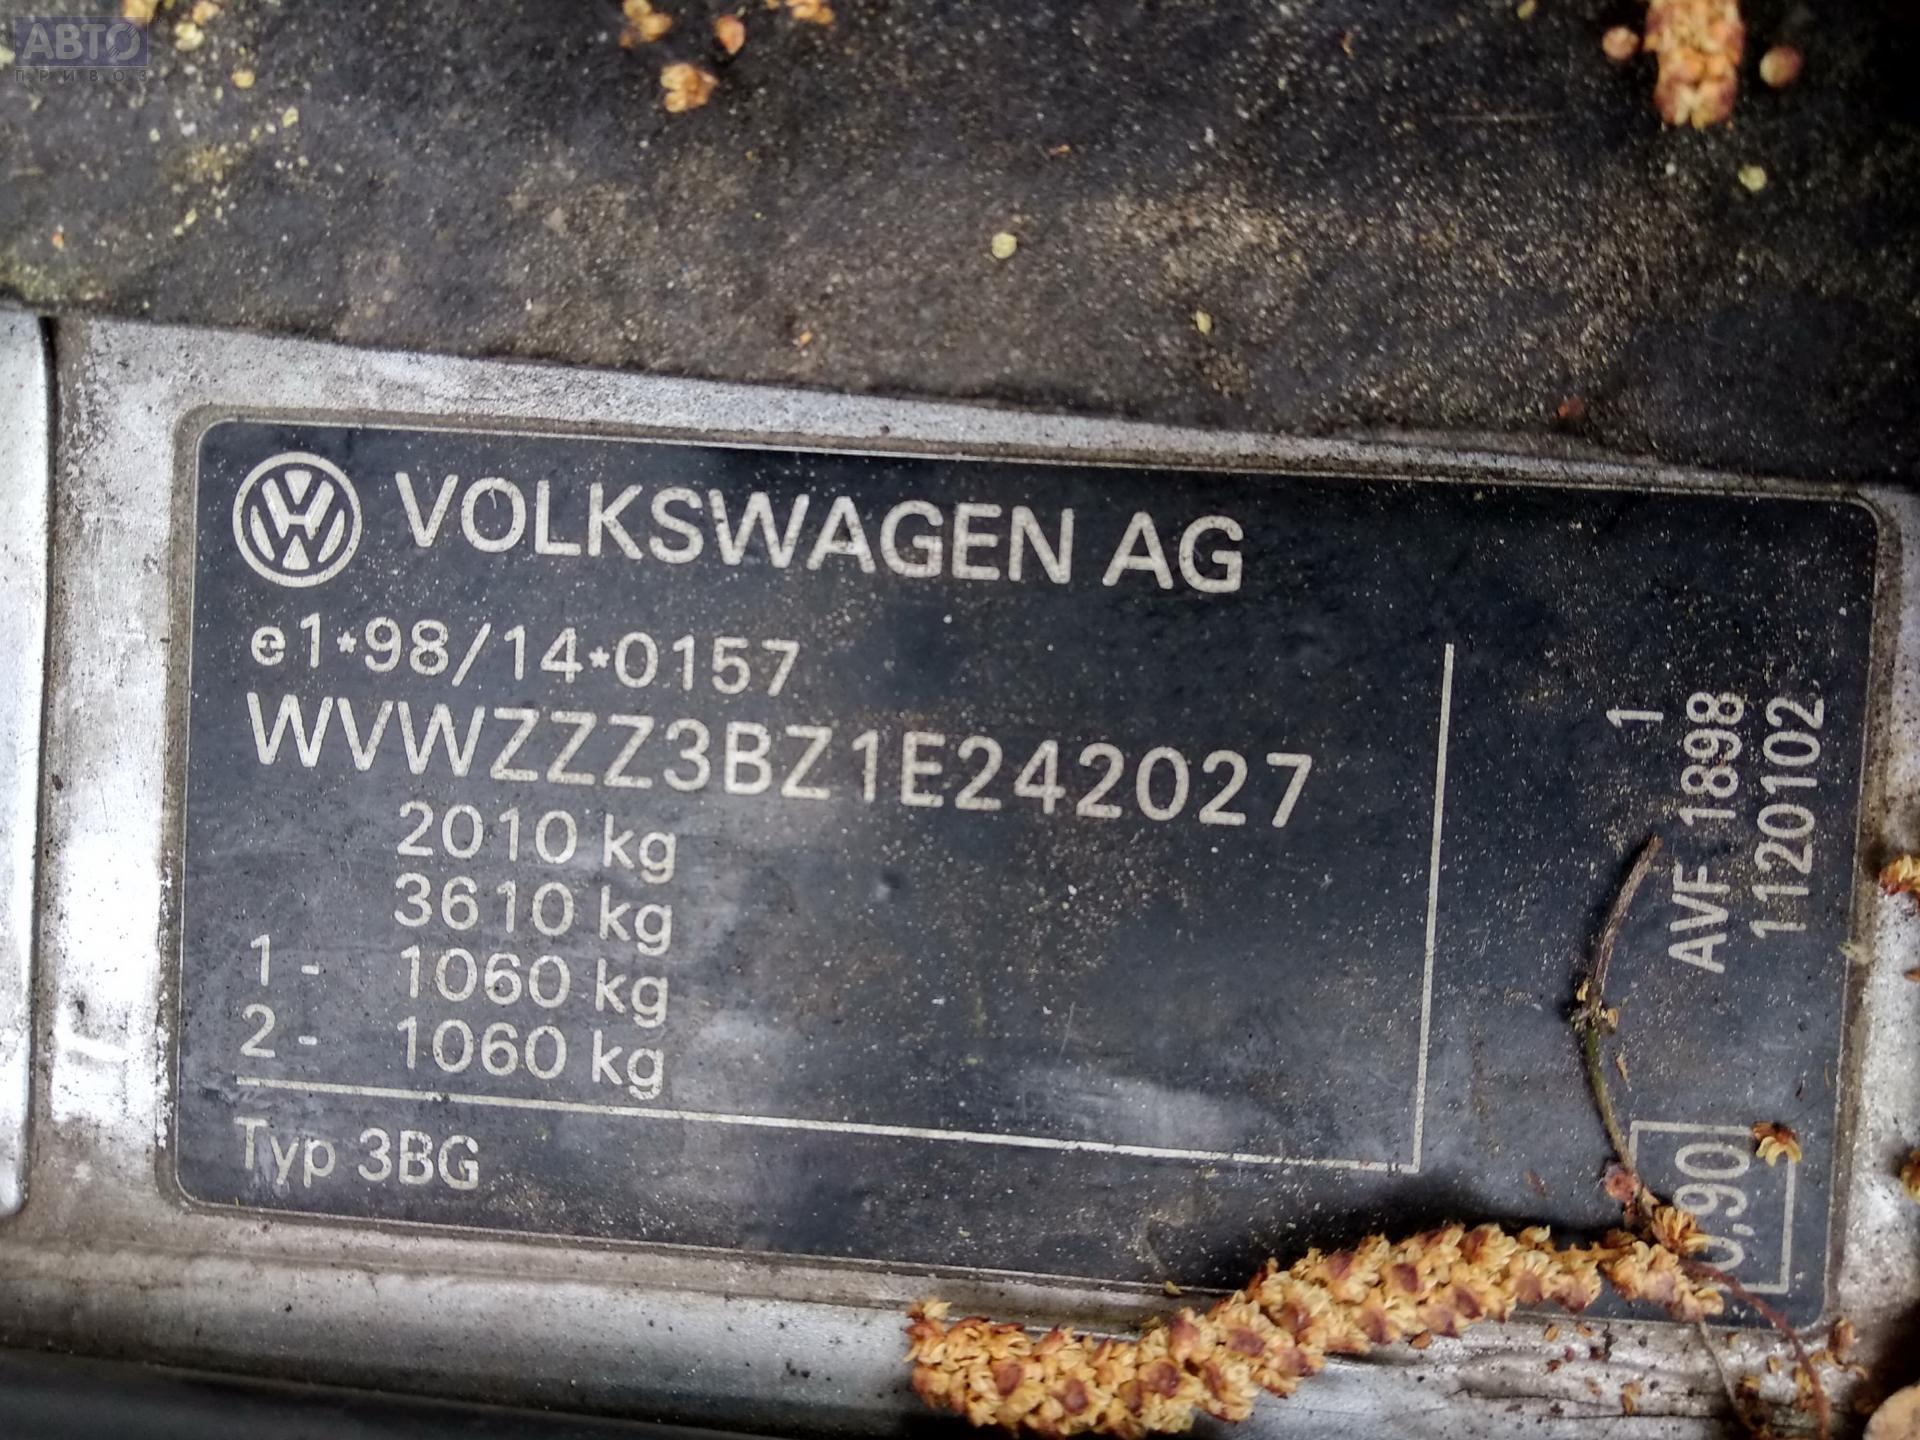 АВТО
ПРИВОЗ
VOLKSWAGEN AG
e1*98/14*0157
WVWZZZ3BZ1E242027
2010 kg
3610 kg
1 - 1060 kg
2 - 1060 kg
Typ 3BG
1
AVF 1898
1120102
0,90